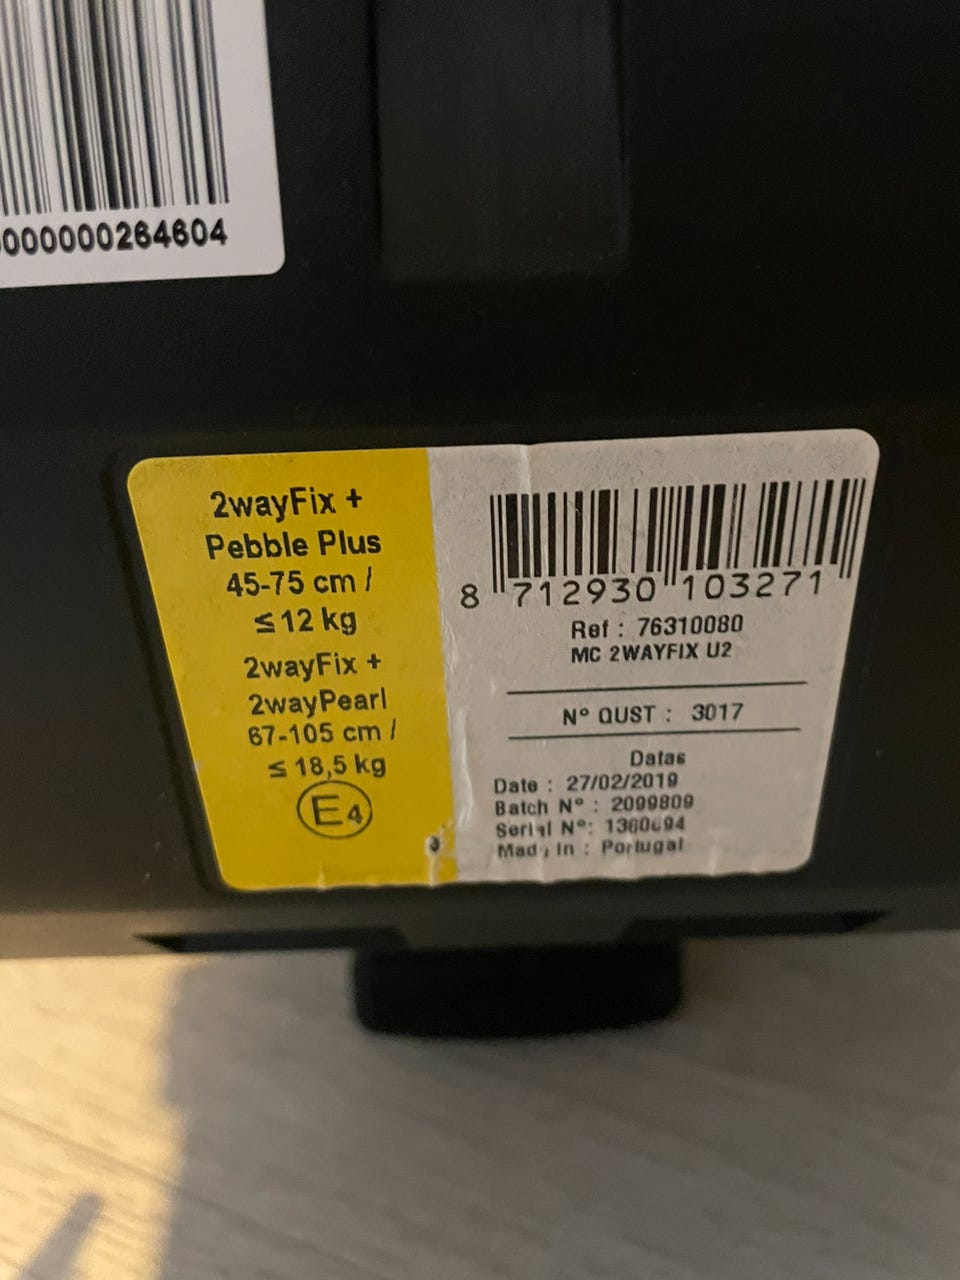 000000264604
2wayFix +
Pebble Plus
45-75 cm /
≤ 12 kg
2wayFix +
2wayPearl
67-105 cm /
≤ 18,5 kg
E4
8 712930 103271
Ref : 76310080
MC 2WAYFIX U2
N° QUST : 3017
Datas
Date : 27/02/2019
Batch N° : 2099809
Serial N°:
Made In : Portugal